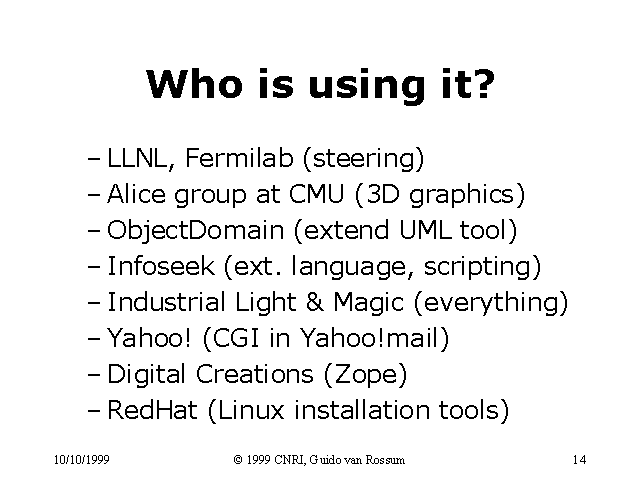 Who is using it?
– LLNL, Fermilab (steering)
– Alice group at CMU (3D graphics)
– ObjectDomain (extend UML tool)
– Infoseek (ext. language, scripting)
– Industrial Light & Magic (everything)
– Yahoo! (CGI in Yahoo!mail)
– Digital Creations (Zope)
– RedHat (Linux installation tools)
10/10/1999 © 1999 CNRI, Guido van Rossum 14